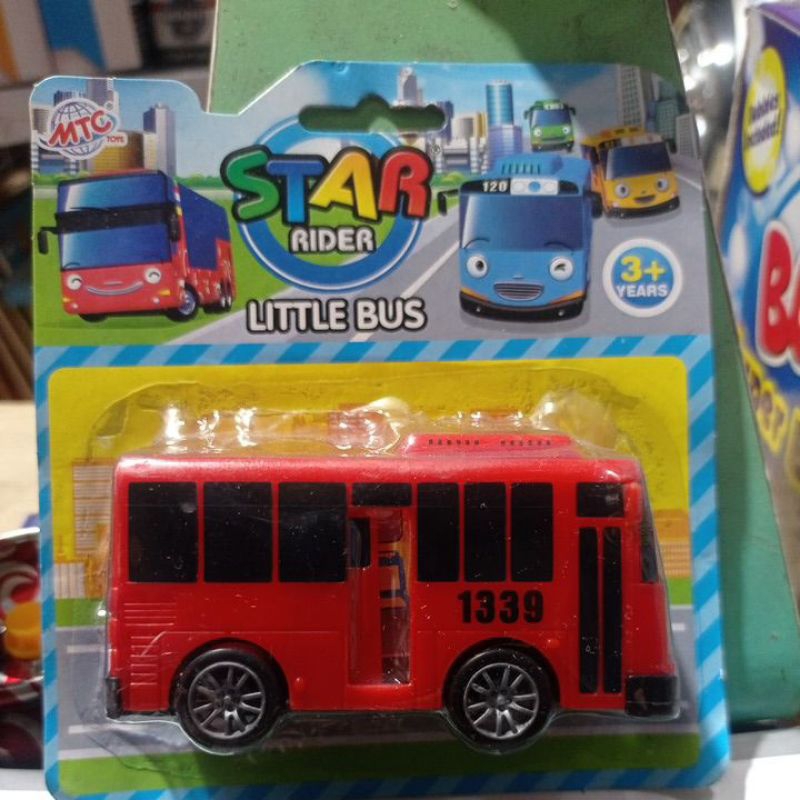 MTC
TOYS
STAR
RIDER
LITTLE BUS
120
3+
YEARS
1339